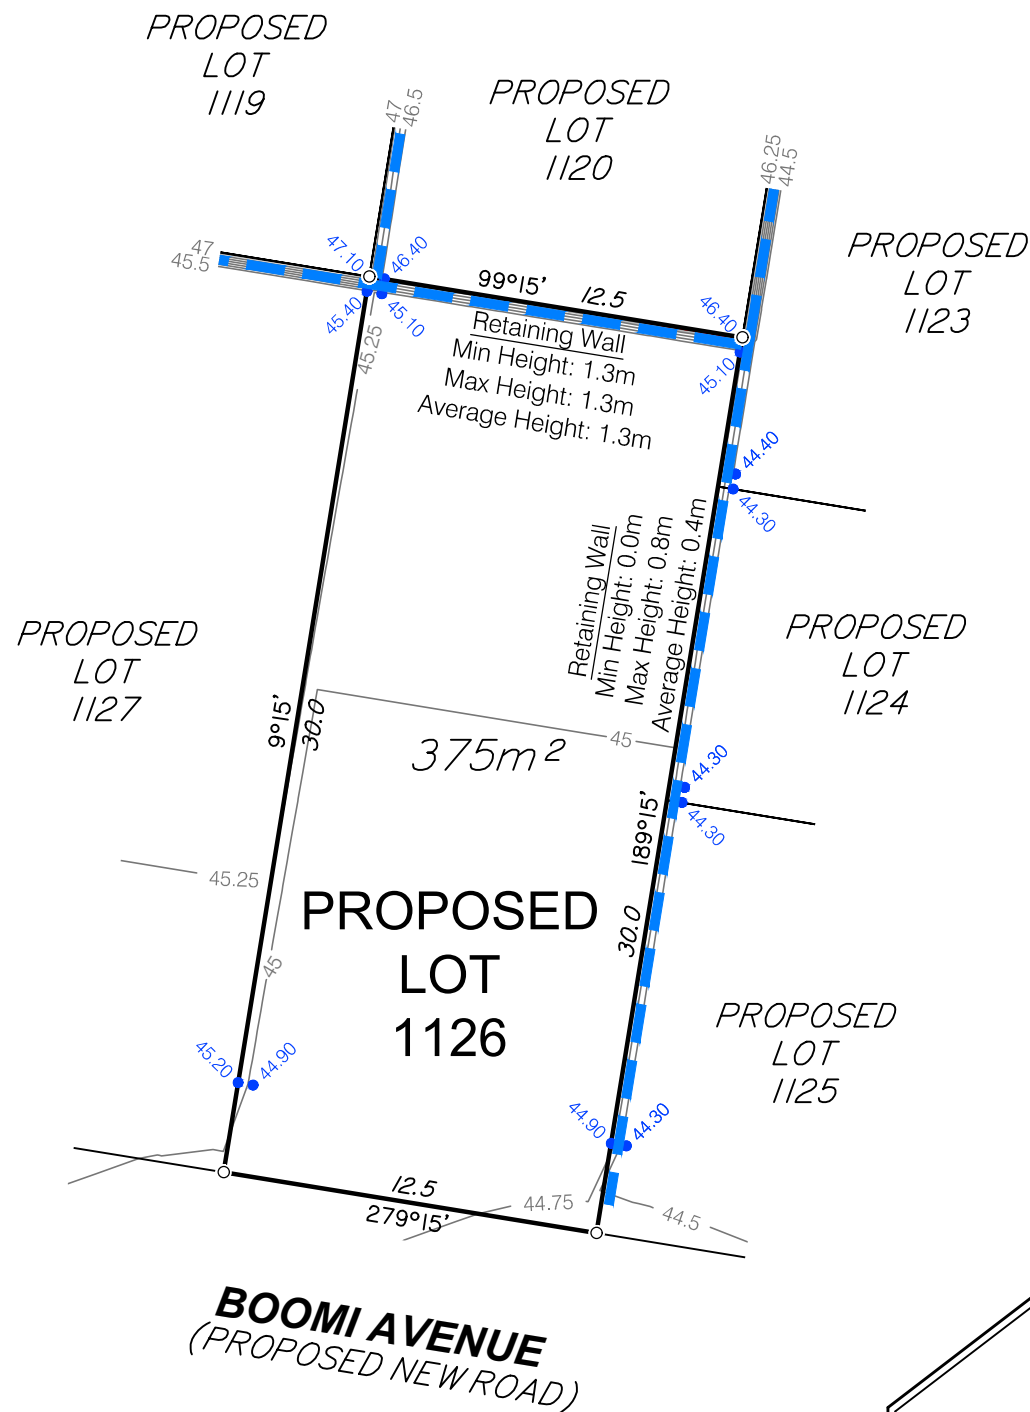 PROPOSED
LOT
1119
PROPOSED
LOT
1120
47
46.5
46.25
44.5
PROPOSED
LOT
1123
47
45.5
47.10
46.40
99°15'
12.5
46.40
45.40
45.10
45.25
Retaining Wall
Min Height: 1.3m
Max Height: 1.3m
Average Height: 1.3m
45.10
44.40
44.30
Retaining Wall
Min Height: 0.0m
Max Height: 0.8m
Average Height: 0.4m
PROPOSED
LOT
1127
PROPOSED
LOT
1124
9°15'
30.0
45
375m²
44.30
44.30
189°15'
30.0
45.25
PROPOSED
LOT
1126
45
PROPOSED
LOT
1125
45.20
44.90
44.90
44.30
12.5
279°15'
44.75
44.5
BOOMI AVENUE
(PROPOSED NEW ROAD)